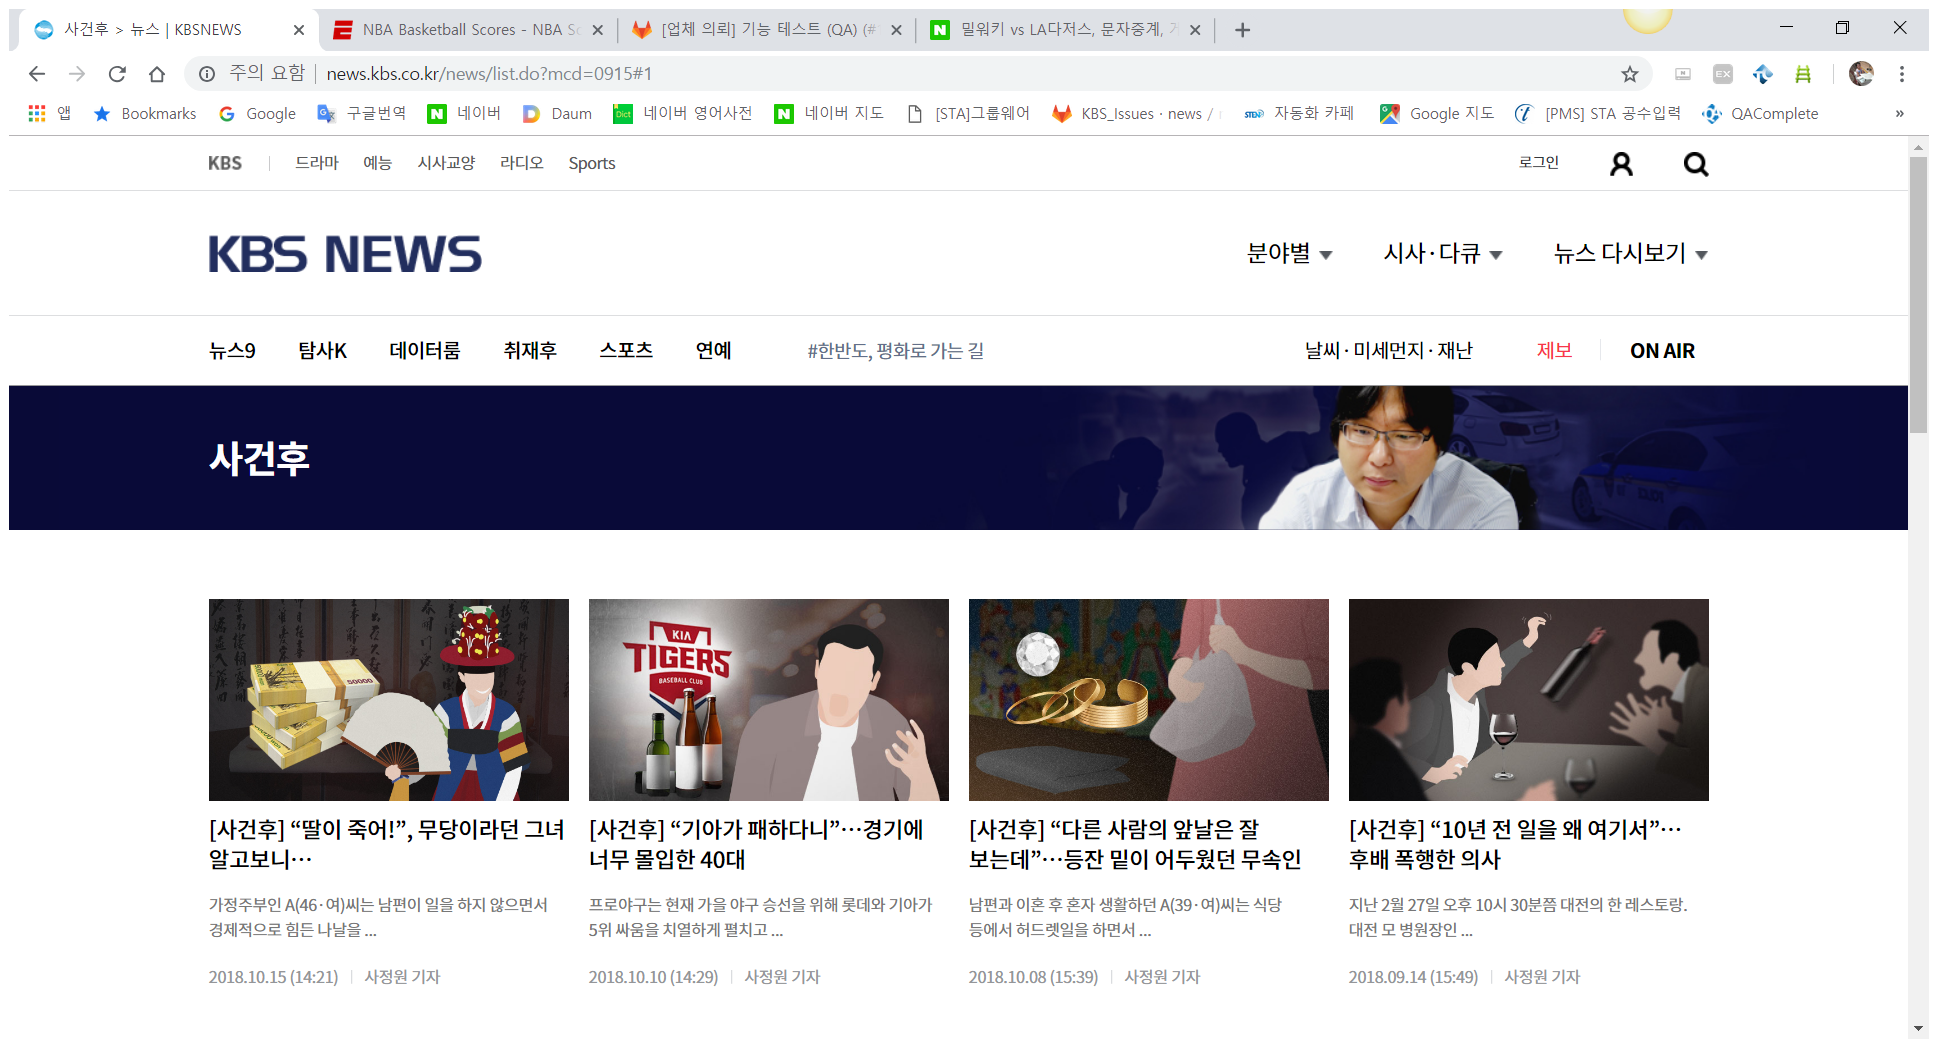 사건후 > 뉴스 | KBSNEWS
NBA Basketball Scores - NBA Sc
[업체 의뢰] 기능 테스트 (QA) (#
밀워키 vs LA다저스, 문자중계,
주의 요함 | news.kbs.co.kr/news/list.do?mcd=0915#1
EX
앱 Bookmarks Google 구글번역 네이버 Daum 네이버 영어사전 네이버 지도 [STA]그룹웨어 KBS_Issues · news / 자동화 카페 Google 지도 [PMS] STA 공수입력 QAComplete »
KBS 드라마 예능 시사교양 라디오 Sports 로그인
KBS NEWS 분야별 시사·다큐 뉴스 다시보기
뉴스9 탐사K 데이터룸 취재후 스포츠 연예 #한반도, 평화로 가는 길 날씨·미세먼지·재난 제보 ON AIR
사건후
50000
KIA
TIGERS
BASEBALL CLUB
[사건후] “딸이 죽어!”, 무당이라던 그녀
알고보니…
가정주부인 A(46·여)씨는 남편이 일을 하지 않으면서
경제적으로 힘든 나날을 ...
2018.10.15 (14:21) | 사정원 기자
[사건후] “기아가 패하다니”…경기에
너무 몰입한 40대
프로야구는 현재 가을 야구 승선을 위해 롯데와 기아가
5위 싸움을 치열하게 펼치고 ...
2018.10.10 (14:29) | 사정원 기자
[사건후] “다른 사람의 앞날은 잘
보는데”…등잔 밑이 어두웠던 무속인
남편과 이혼 후 혼자 생활하던 A(39·여)씨는 식당
등에서 허드렛일을 하면서 ...
2018.10.08 (15:39) | 사정원 기자
[사건후] “10년 전 일을 왜 여기서”…
후배 폭행한 의사
지난 2월 27일 오후 10시 30분쯤 대전의 한 레스토랑.
대전 모 병원장인 ...
2018.09.14 (15:49) | 사정원 기자